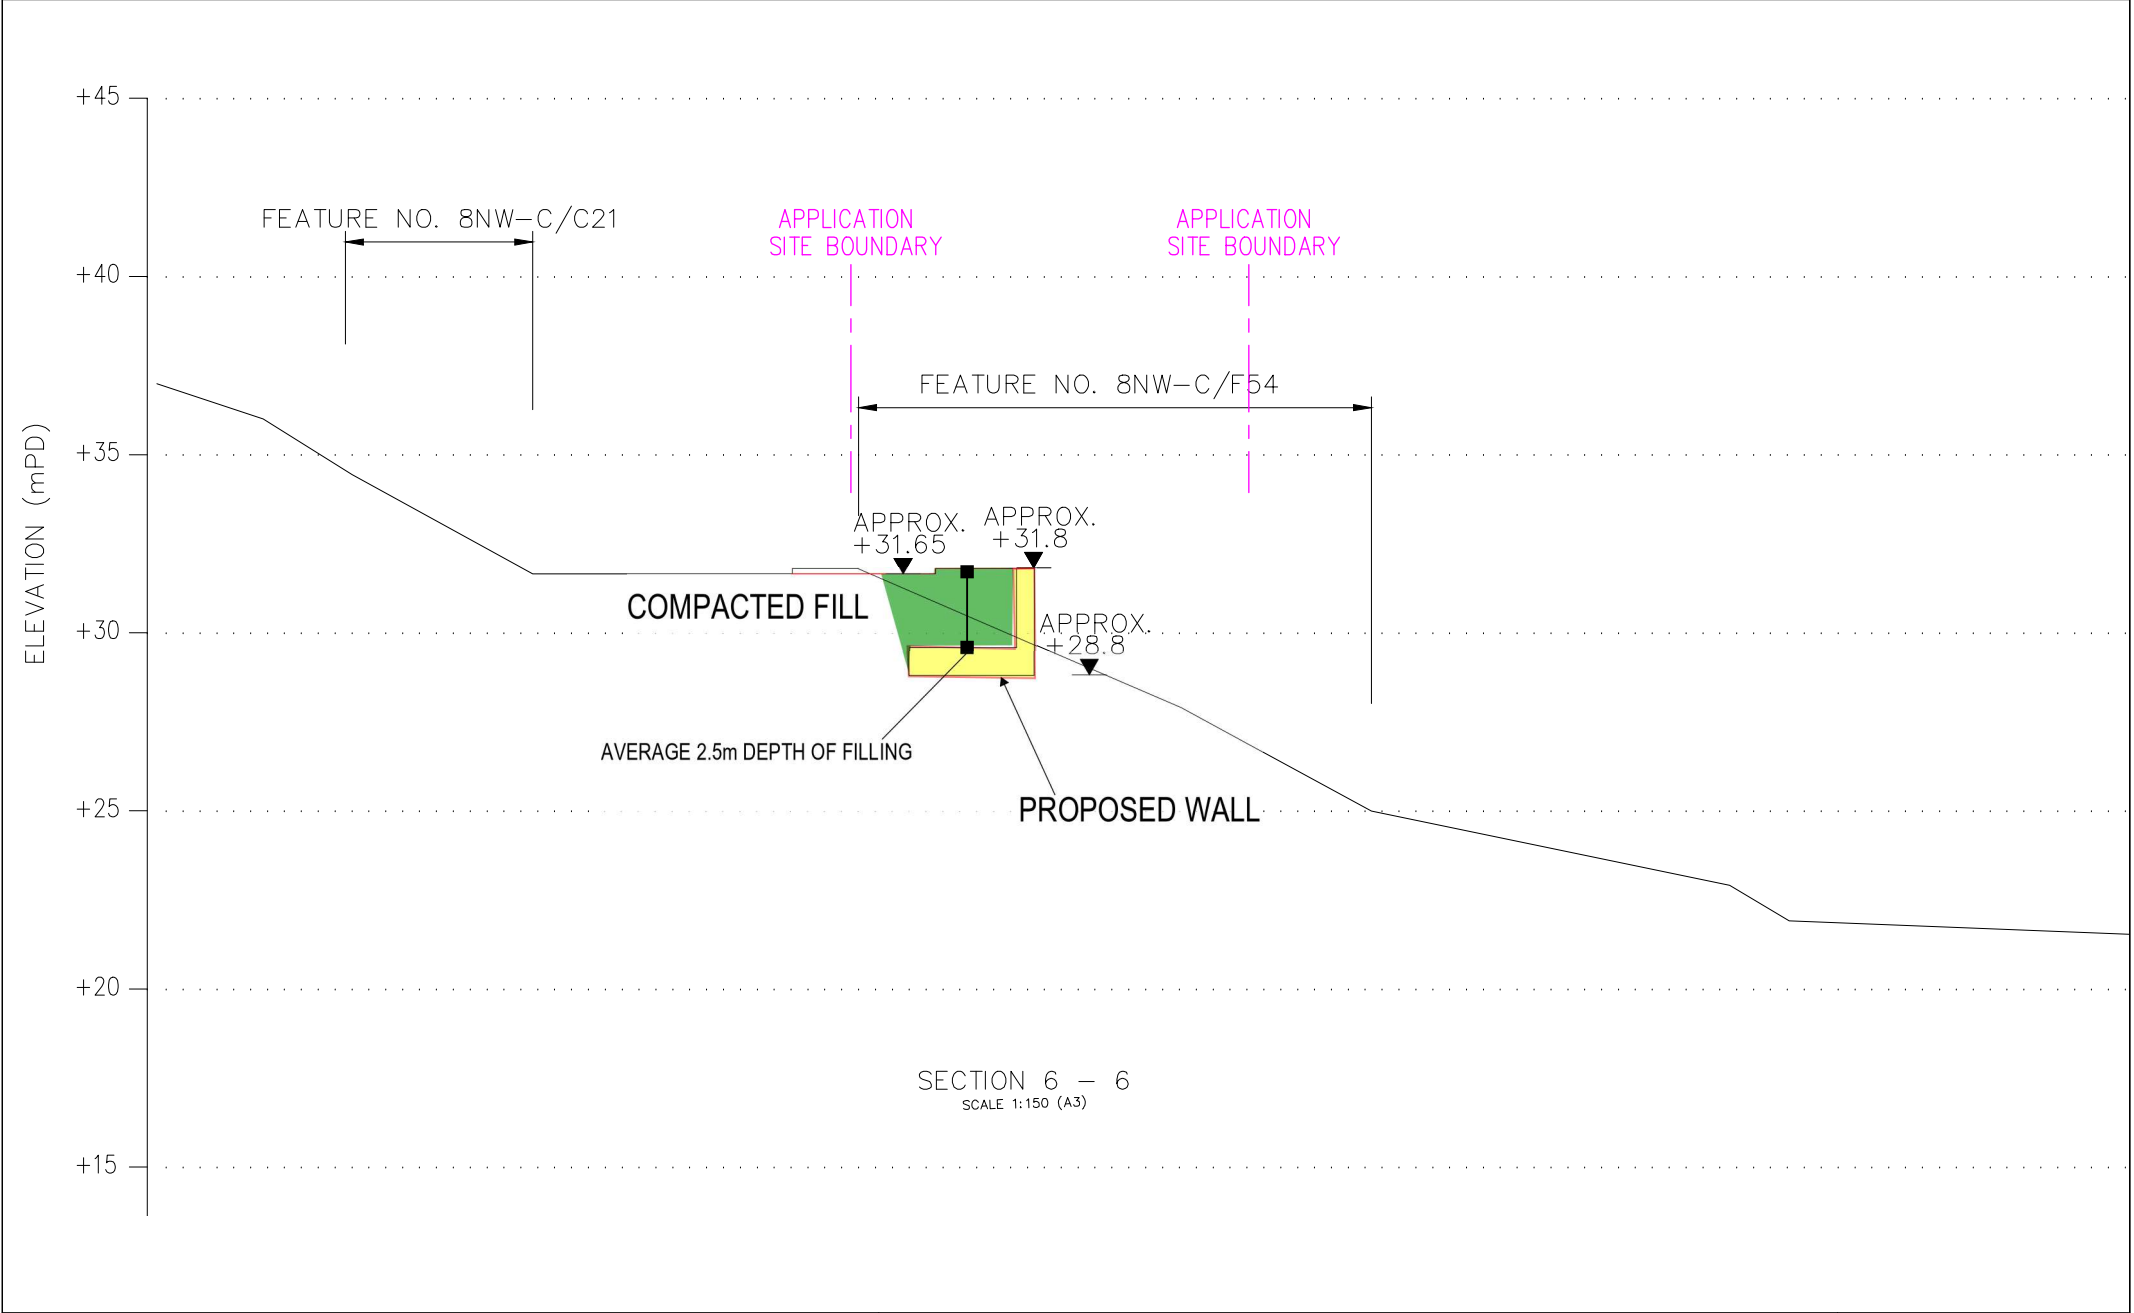 +45
FEATURE NO. 8NW-C/C21
APPLICATION
SITE BOUNDARY
APPLICATION
SITE BOUNDARY
+40
FEATURE NO. 8NW-C/F54
ELEVATION (mPD)
+35
APPROX.
+31.65
APPROX.
+31.8
COMPACTED FILL
+30
APPROX.
+28.8
AVERAGE 2.5m DEPTH OF FILLING
+25
PROPOSED WALL
+20
SECTION 6 - 6
SCALE 1:150 (A3)
+15